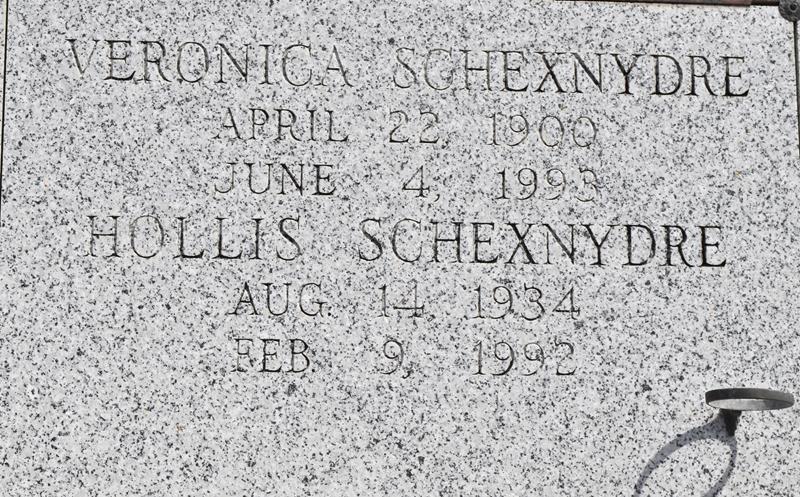 VERONICA SCHEXNYDRE
APRIL 22, 1900
JUNE 4, 1993
HOLLIS SCHEXNYDRE
AUG. 14 1934
FEB. 9, 1992